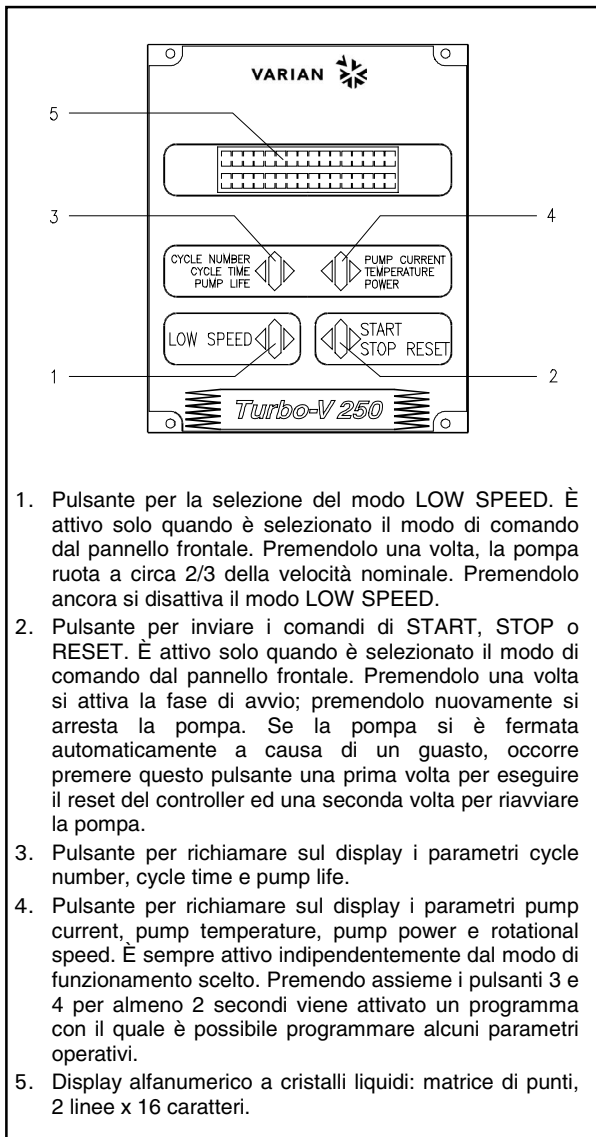 VARIAN
5
3
4
CYCLE NUMBER
CYCLE TIME
PUMP LIFE
PUMP CURRENT
TEMPERATURE
POWER
LOW SPEED
START
STOP RESET
1
2
Turbo-V 250
1. Pulsante per la selezione del modo LOW SPEED. È
attivo solo quando è selezionato il modo di comando
dal pannello frontale. Premendolo una volta, la pompa
ruota a circa 2/3 della velocità nominale. Premendolo
ancora si disattiva il modo LOW SPEED.
2. Pulsante per inviare i comandi di START, STOP o
RESET. È attivo solo quando è selezionato il modo di
comando dal pannello frontale. Premendolo una volta
si attiva la fase di avvio; premendolo nuovamente si
arresta la pompa. Se la pompa si è fermata
automaticamente a causa di un guasto, occorre
premere questo pulsante una prima volta per eseguire
il reset del controller ed una seconda volta per riavviare
la pompa.
3. Pulsante per richiamare sul display i parametri cycle
number, cycle time e pump life.
4. Pulsante per richiamare sul display i parametri pump
current, pump temperature, pump power e rotational
speed. È sempre attivo indipendentemente dal modo di
funzionamento scelto. Premendo assieme i pulsanti 3 e
4 per almeno 2 secondi viene attivato un programma
con il quale è possibile programmare alcuni parametri
operativi.
5. Display alfanumerico a cristalli liquidi: matrice di punti,
2 linee x 16 caratteri.